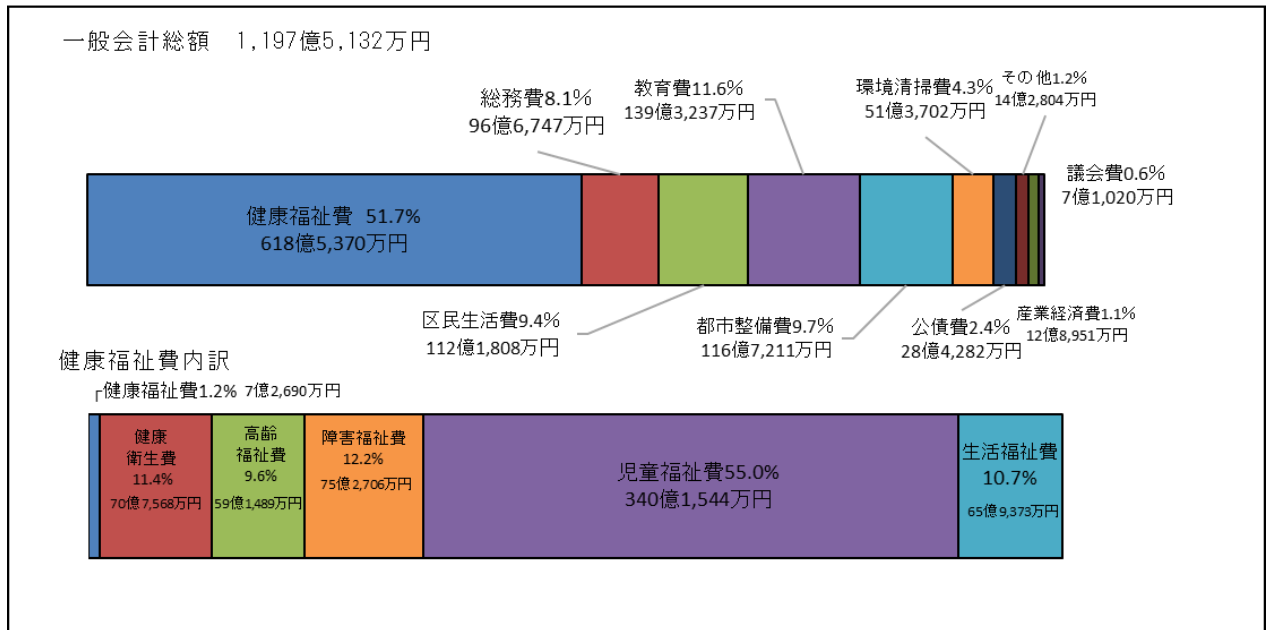 一般会計総額　1,197億5,132万円
総務費8.1%
96億6,747万円
教育費11.6%
139億3,237万円
環境清掃費4.3%
51億3,702万円
その他1.2%
14億2,804万円
議会費0.6%
7億1,020万円
健康福祉費 51.7%
618億5,370万円
区民生活費9.4%
112億1,808万円
都市整備費9.7%
116億7,211万円
公債費2.4%
28億4,282万円
産業経済費1.1%
12億8,951万円
健康福祉費内訳
健康福祉費1.2% 7億2,690万円
健康
衛生費
11.4%
70億7,568万円
高齢
福祉費
9.6%
59億1,489万円
障害福祉費
12.2%
75億2,706万円
児童福祉費55.0%
340億1,544万円
生活福祉費
10.7%
65億9,373万円